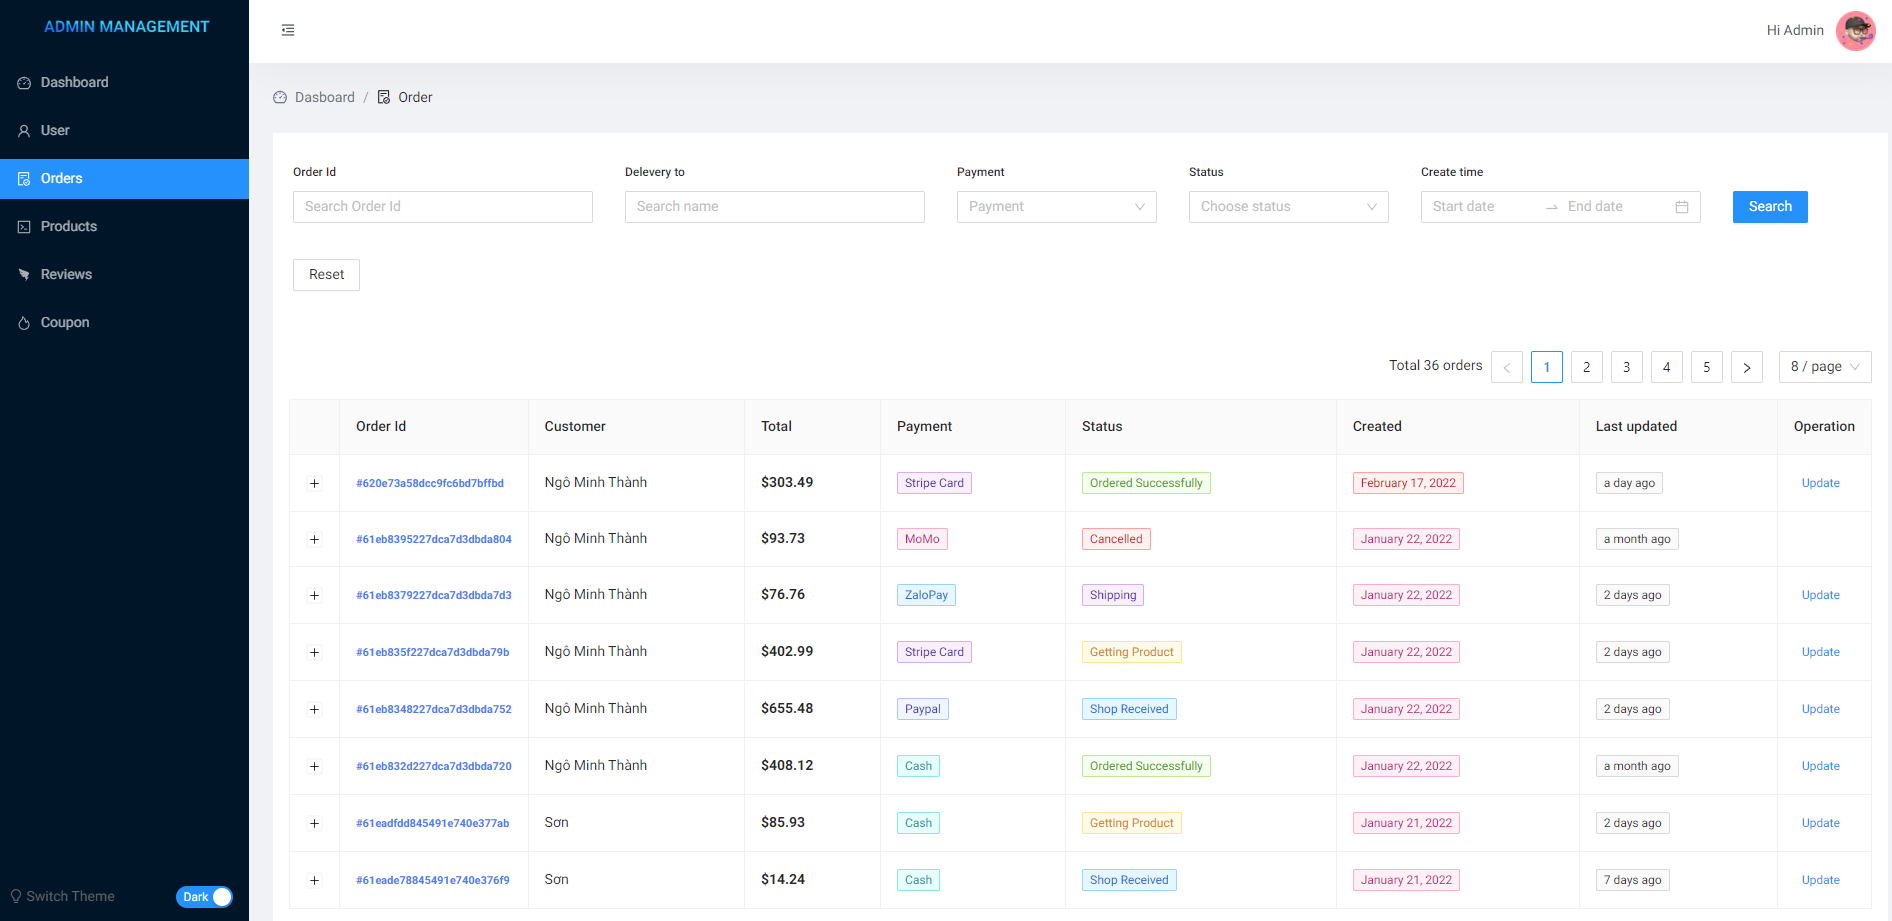 ADMIN MANAGEMENT
Dashboard
User
Orders
Products
Reviews
Coupon
Switch Theme Dark
Hi Admin
Dasboard / Order
Order Id Delevery to Payment Status Create time
Search Order Id Search name Payment Choose status Start date → End date Search
Reset
Total 36 orders < 1 2 3 4 5 > 8 / page
Order Id Customer Total Payment Status Created Last updated Operation
+ #620e73a58dcc9fc6bd7bffbd Ngô Minh Thành $303.49 Stripe Card Ordered Successfully February 17, 2022 a day ago Update
+ #61eb8395227dca7d3dbda804 Ngô Minh Thành $93.73 MoMo Cancelled January 22, 2022 a month ago
+ #61eb8379227dca7d3dbda7d3 Ngô Minh Thành $76.76 ZaloPay Shipping January 22, 2022 2 days ago Update
+ #61eb835f227dca7d3dbda79b Ngô Minh Thành $402.99 Stripe Card Getting Product January 22, 2022 2 days ago Update
+ #61eb8348227dca7d3dbda752 Ngô Minh Thành $655.48 Paypal Shop Received January 22, 2022 2 days ago Update
+ #61eb832d227dca7d3dbda720 Ngô Minh Thành $408.12 Cash Ordered Successfully January 22, 2022 a month ago Update
+ #61eadfdd845491e740e377ab Sơn $85.93 Cash Getting Product January 21, 2022 2 days ago Update
+ #61eade78845491e740e376f9 Sơn $14.24 Cash Shop Received January 21, 2022 7 days ago Update